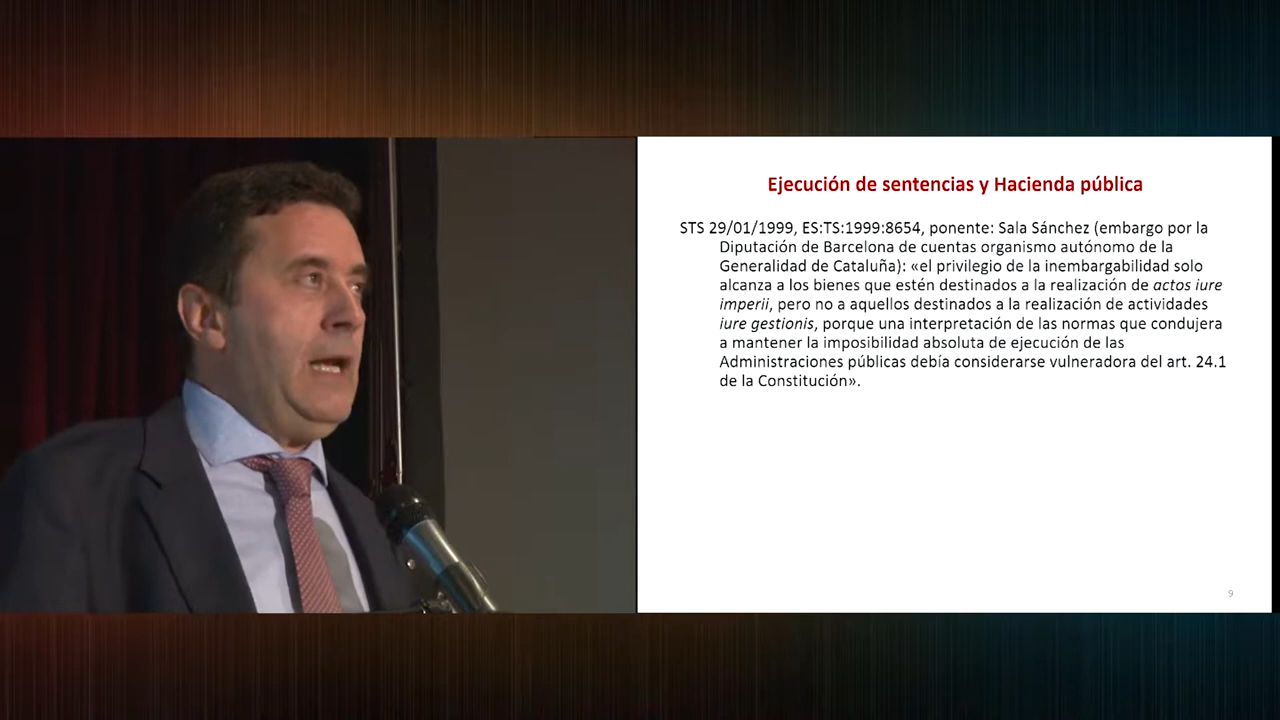 Ejecución de sentencias y Hacienda pública
STS 29/01/1999, ES:TS:1999:8654, ponente: Sala Sánchez (embargo por la
Diputación de Barcelona de cuentas organismo autónomo de la
Generalidad de Cataluña): «el privilegio de la inembargabilidad solo
alcanza a los bienes que estén destinados a la realización de actos iure
imperii, pero no a aquellos destinados a la realización de actividades
iure gestionis, porque una interpretación de las normas que condujera
a mantener la imposibilidad absoluta de ejecución de las
Administraciones públicas debía considerarse vulneradora del art. 24.1
de la Constitución».
9